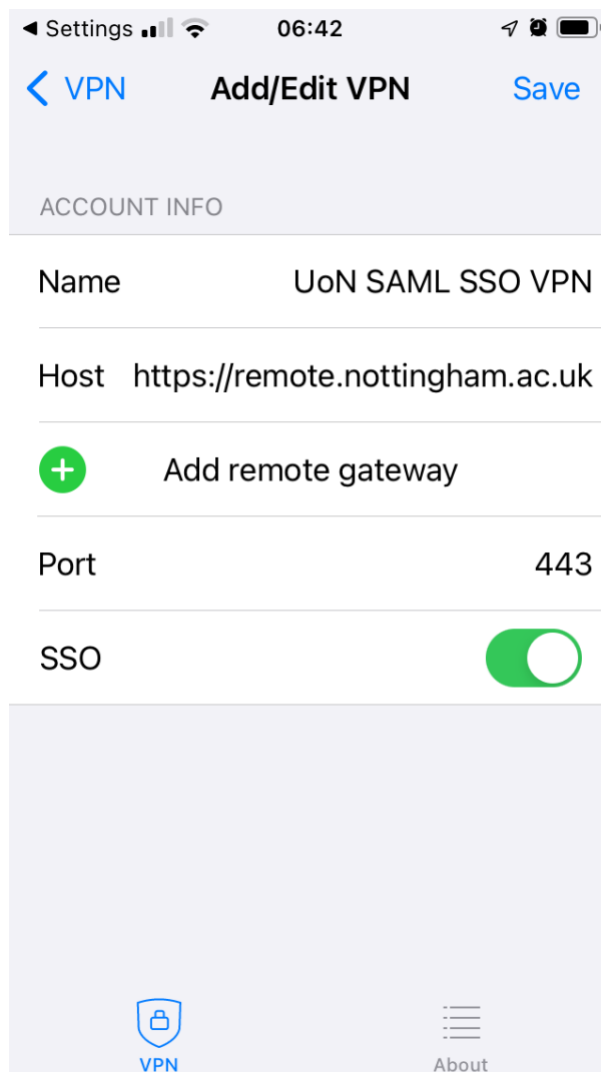 ◀ Settings 06:42
VPN Add/Edit VPN Save
ACCOUNT INFO
Name UoN SAML SSO VPN
Host https://remote.nottingham.ac.uk
Add remote gateway
Port 443
SSO
VPN About